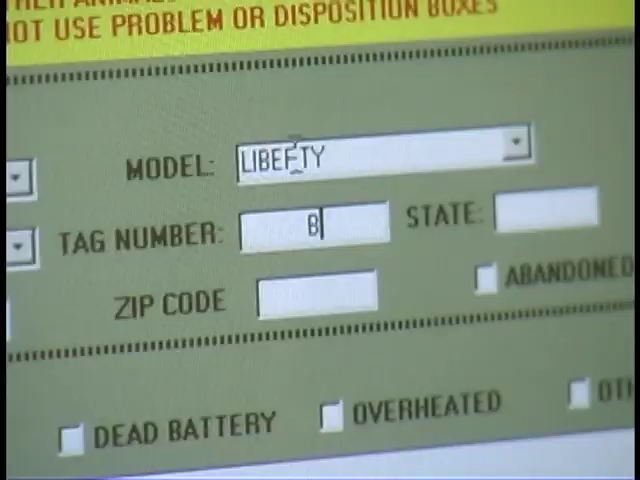 NOT USE PROBLEM OR DISPOSITION BOXES
MODEL: LIBERTY
TAG NUMBER: B STATE:
ZIP CODE ABANDONED
DEAD BATTERY OVERHEATED